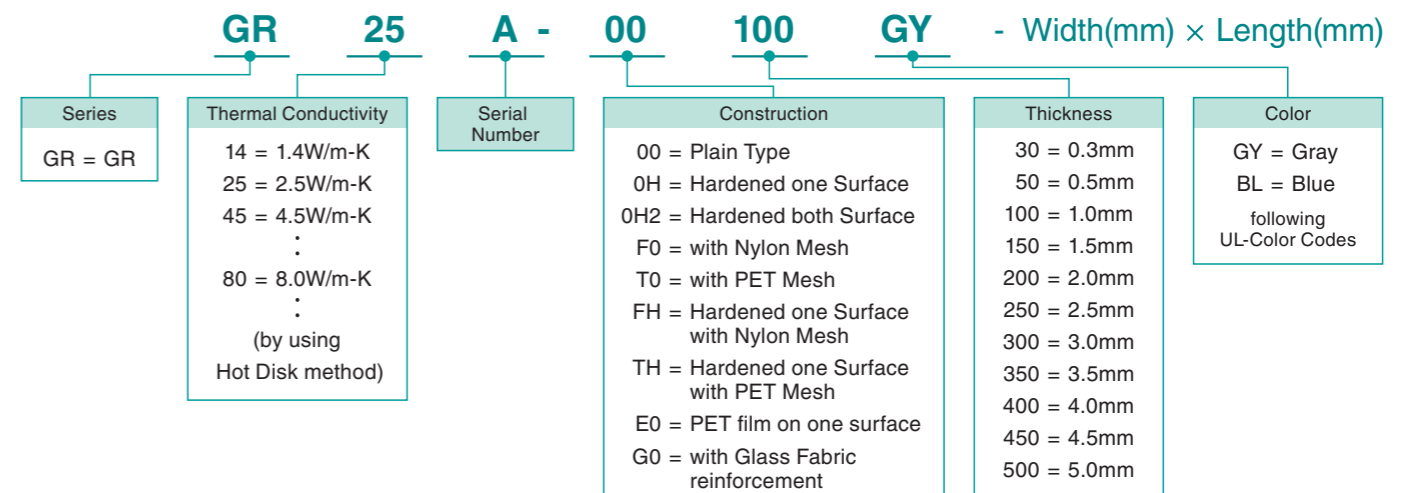 GR 25 A - 00 100 GY - Width(mm) × Length(mm)
Series
GR = GR
Thermal Conductivity
14 = 1.4W/m-K
25 = 2.5W/m-K
45 = 4.5W/m-K
:
80 = 8.0W/m-K
:
(by using
Hot Disk method)
Serial
Number
Construction
00 = Plain Type
0H = Hardened one Surface
0H2 = Hardened both Surface
F0 = with Nylon Mesh
T0 = with PET Mesh
FH = Hardened one Surface
with Nylon Mesh
TH = Hardened one Surface
with PET Mesh
E0 = PET film on one surface
G0 = with Glass Fabric
reinforcement
Thickness
30 = 0.3mm
50 = 0.5mm
100 = 1.0mm
150 = 1.5mm
200 = 2.0mm
250 = 2.5mm
300 = 3.0mm
350 = 3.5mm
400 = 4.0mm
450 = 4.5mm
500 = 5.0mm
Color
GY = Gray
BL = Blue
following
UL-Color Codes